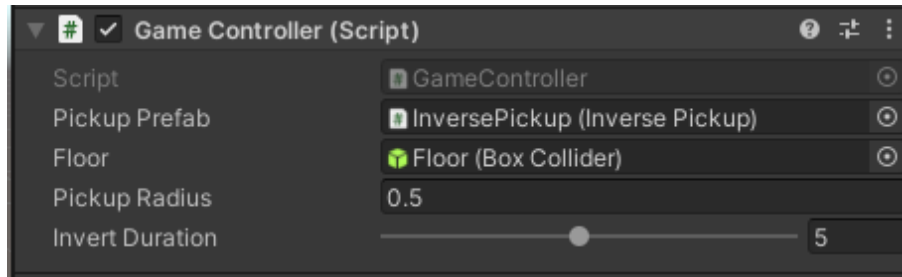 Game Controller (Script)
Script GameController
Pickup Prefab InversePickup (Inverse Pickup)
Floor Floor (Box Collider)
Pickup Radius 0.5
Invert Duration 5